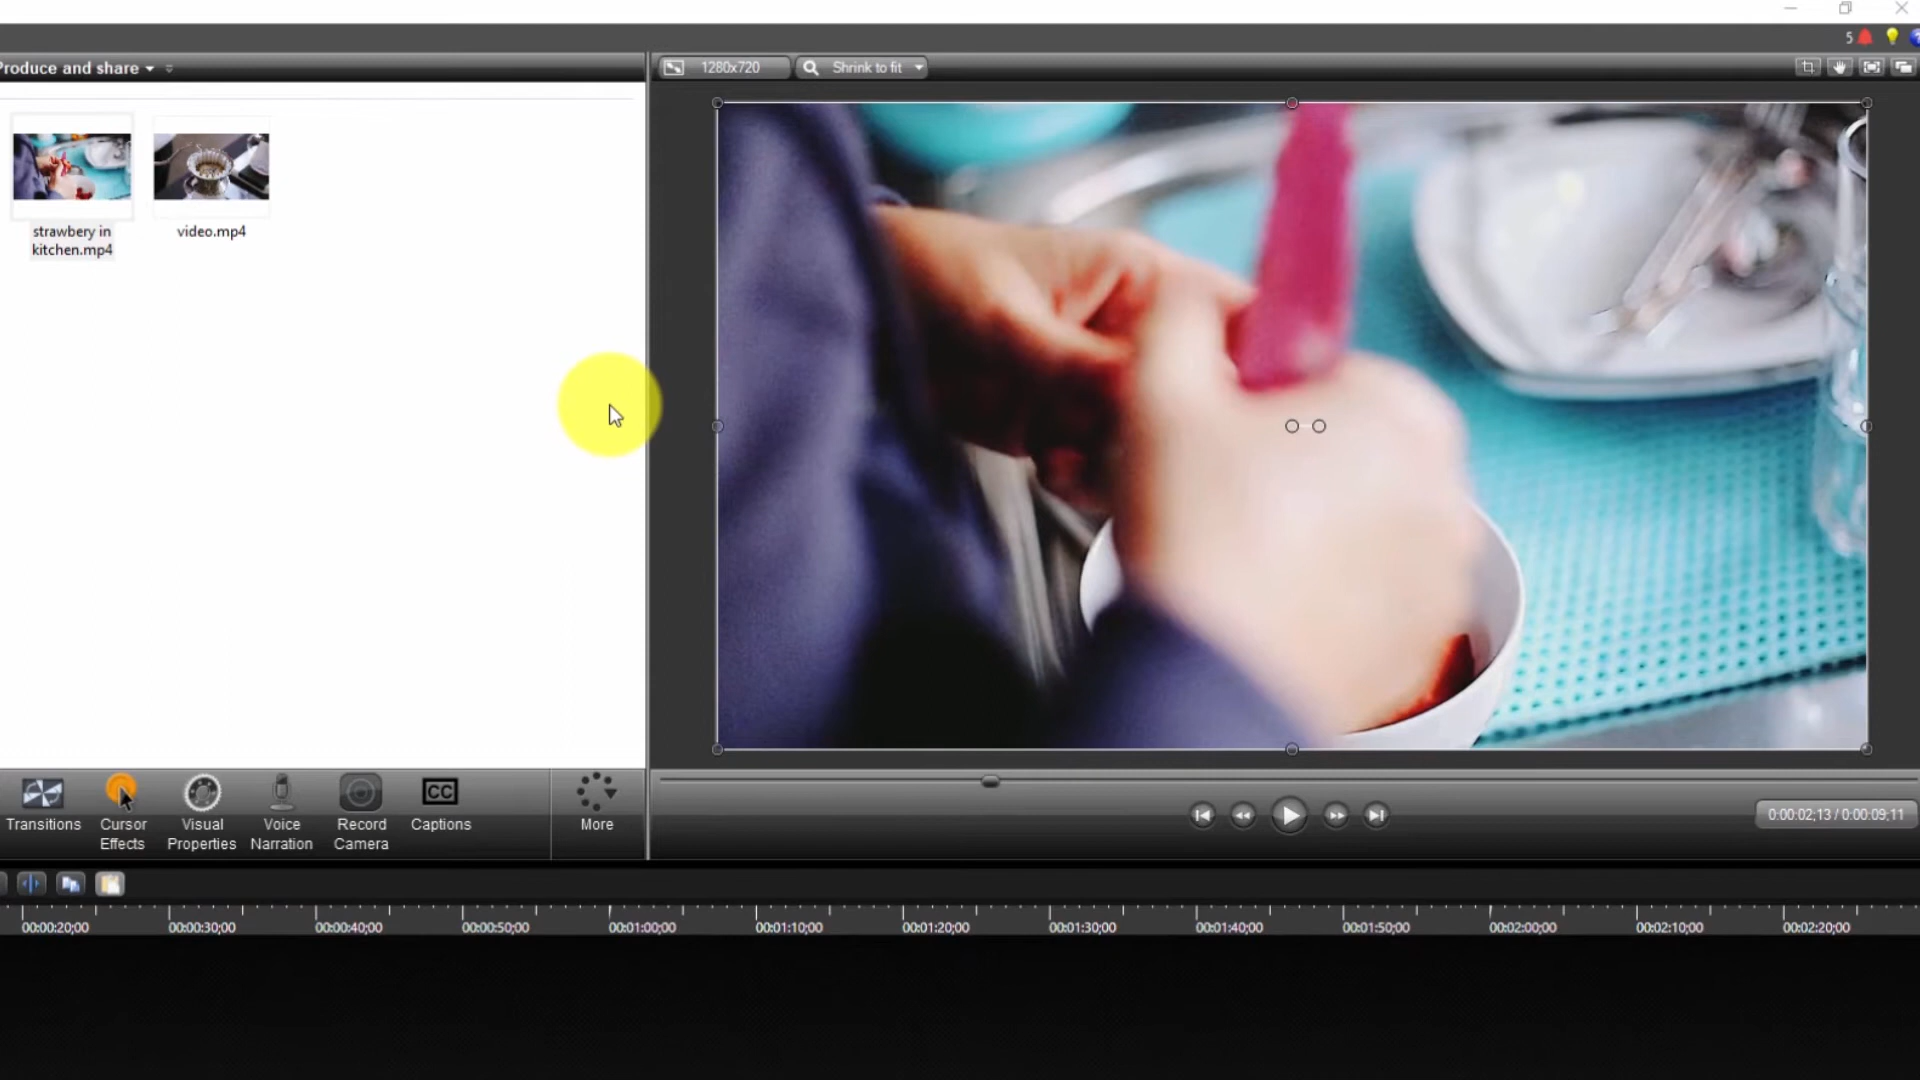 5
Produce and share
1280x720
Shrink to fit
strawbery in
kitchen.mp4
video.mp4
Transitions
Cursor
Effects
Visual
Properties
Voice
Narration
Record
Camera
CC
Captions
More
0:00:02;13 / 0:00:09;11
00:00:20;00 00:00:30;00 00:00:40;00 00:00:50;00 00:01:00;00 00:01:10;00 00:01:20;00 00:01:30;00 00:01:40;00 00:01:50;00 00:02:00;00 00:02:10;00 00:02:20;00